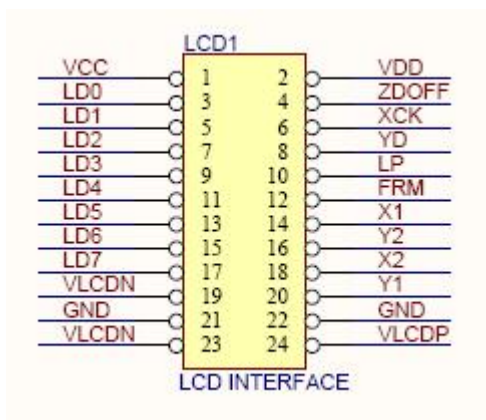 LCD1
VCC 1 2 VDD
LD0 3 4 ZDOFF
LD1 5 6 XCK
LD2 7 8 YD
LD3 9 10 LP
LD4 11 12 FRM
LD5 13 14 X1
LD6 15 16 Y2
LD7 17 18 X2
VLCDN 19 20 Y1
GND 21 22 GND
VLCDN 23 24 VLCDP
LCD INTERFACE